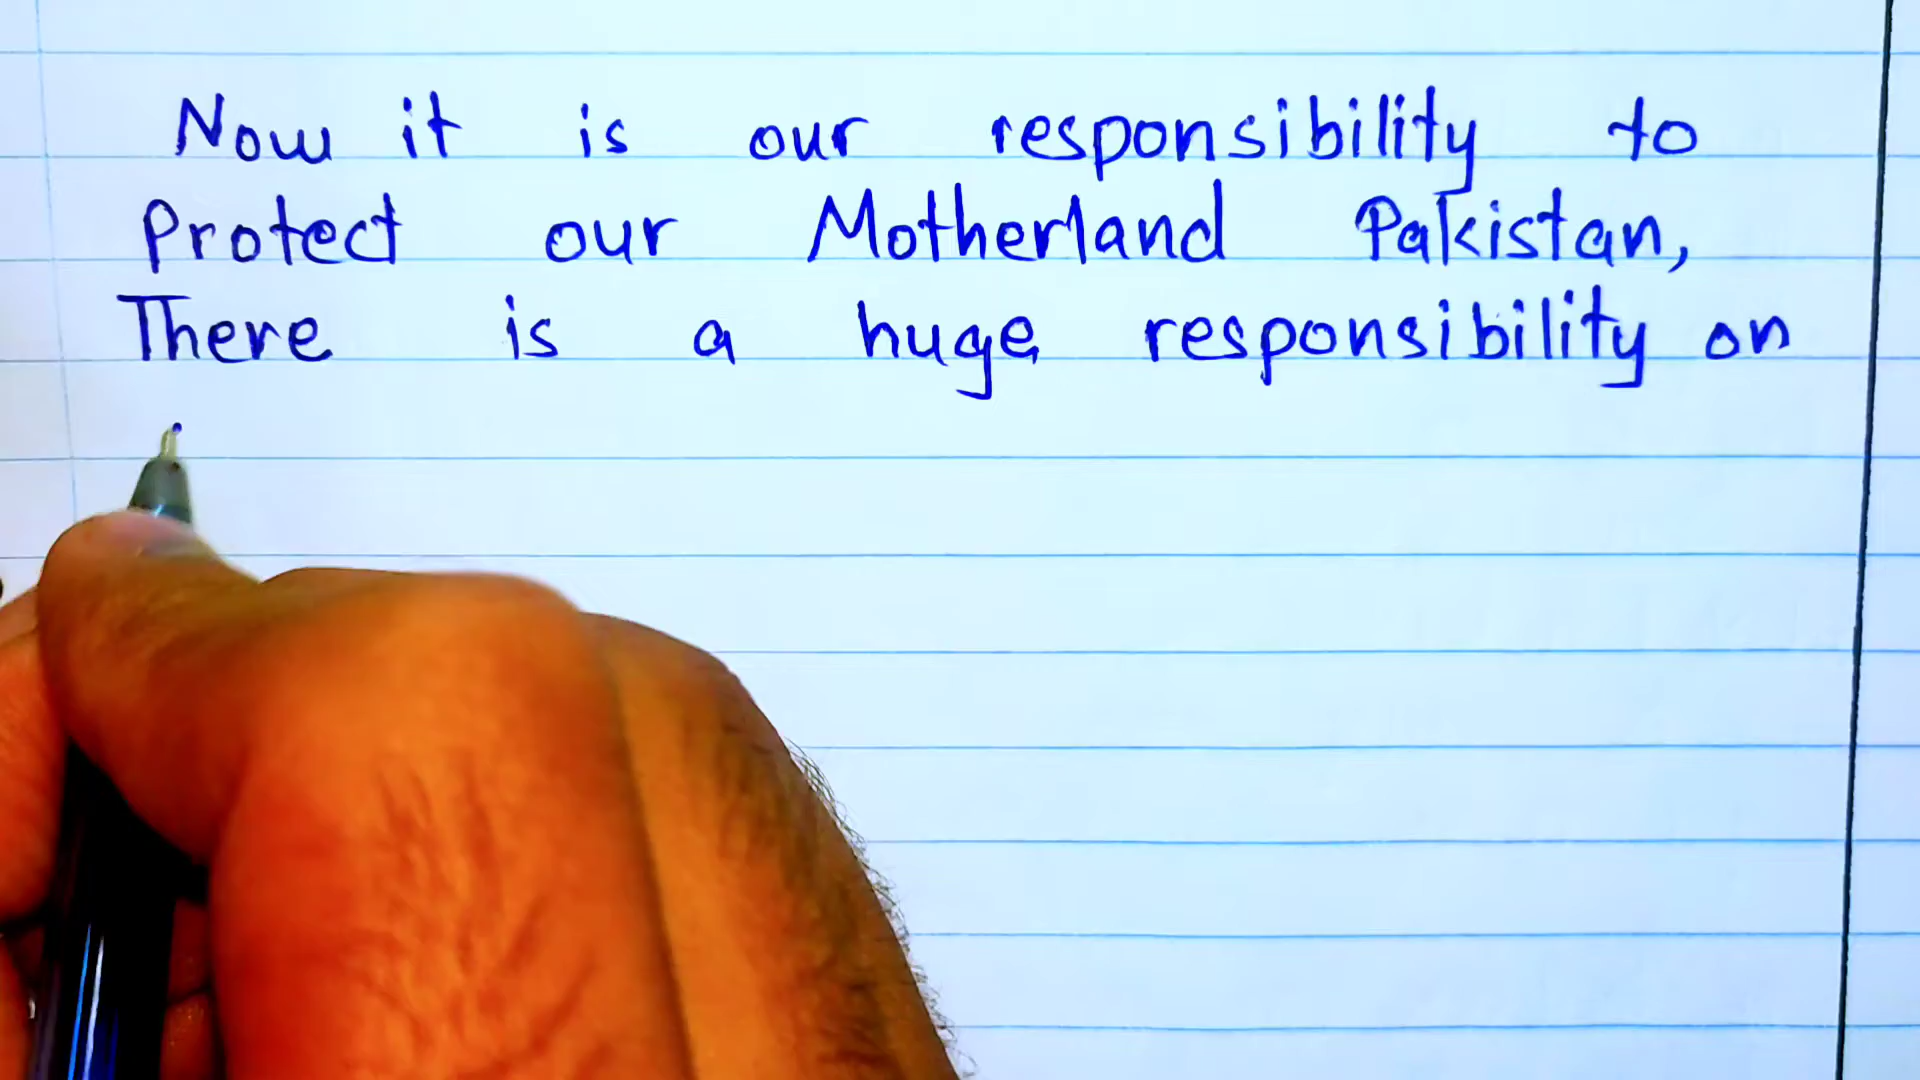 Now it is our responsibility to
Protect our Motherland Pakistan,
There is a huge responsibility on